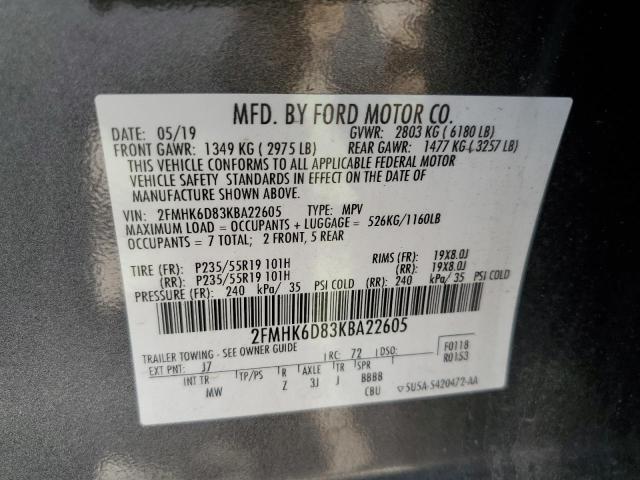 MFD. BY FORD MOTOR CO.
DATE: 05/19 GVWR: 2803 KG ( 6180 LB)
FRONT GAWR: 1349 KG ( 2975 LB) REAR GAWR: 1477 KG ( 3257 LB)
THIS VEHICLE CONFORMS TO ALL APPLICABLE FEDERAL MOTOR
VEHICLE SAFETY STANDARDS IN EFFECT ON THE DATE OF
MANUFACTURE SHOWN ABOVE.
VIN: 2FMHK6D83KBA22605 TYPE: MPV
MAXIMUM LOAD = OCCUPANTS + LUGGAGE = 526KG/1160LB
OCCUPANTS = 7 TOTAL; 2 FRONT, 5 REAR
TIRE (FR): P235/55R19 101H RIMS (FR): 19X8.0J
(RR): P235/55R19 101H (RR): 19X8.0J
PRESSURE (FR): 240 kPa/ 35 PSI COLD (RR): 240 kPa/ 35 PSI COLD
2FMHK6D83KBA22605
TRAILER TOWING - SEE OWNER GUIDE RC: 72 DSO: F0118
EXT PNT: J7 R0153
INT TR TP/PS R AXLE TR SPR
MW Z 3J J BBBB
CBU 5U5A-S420472-AA